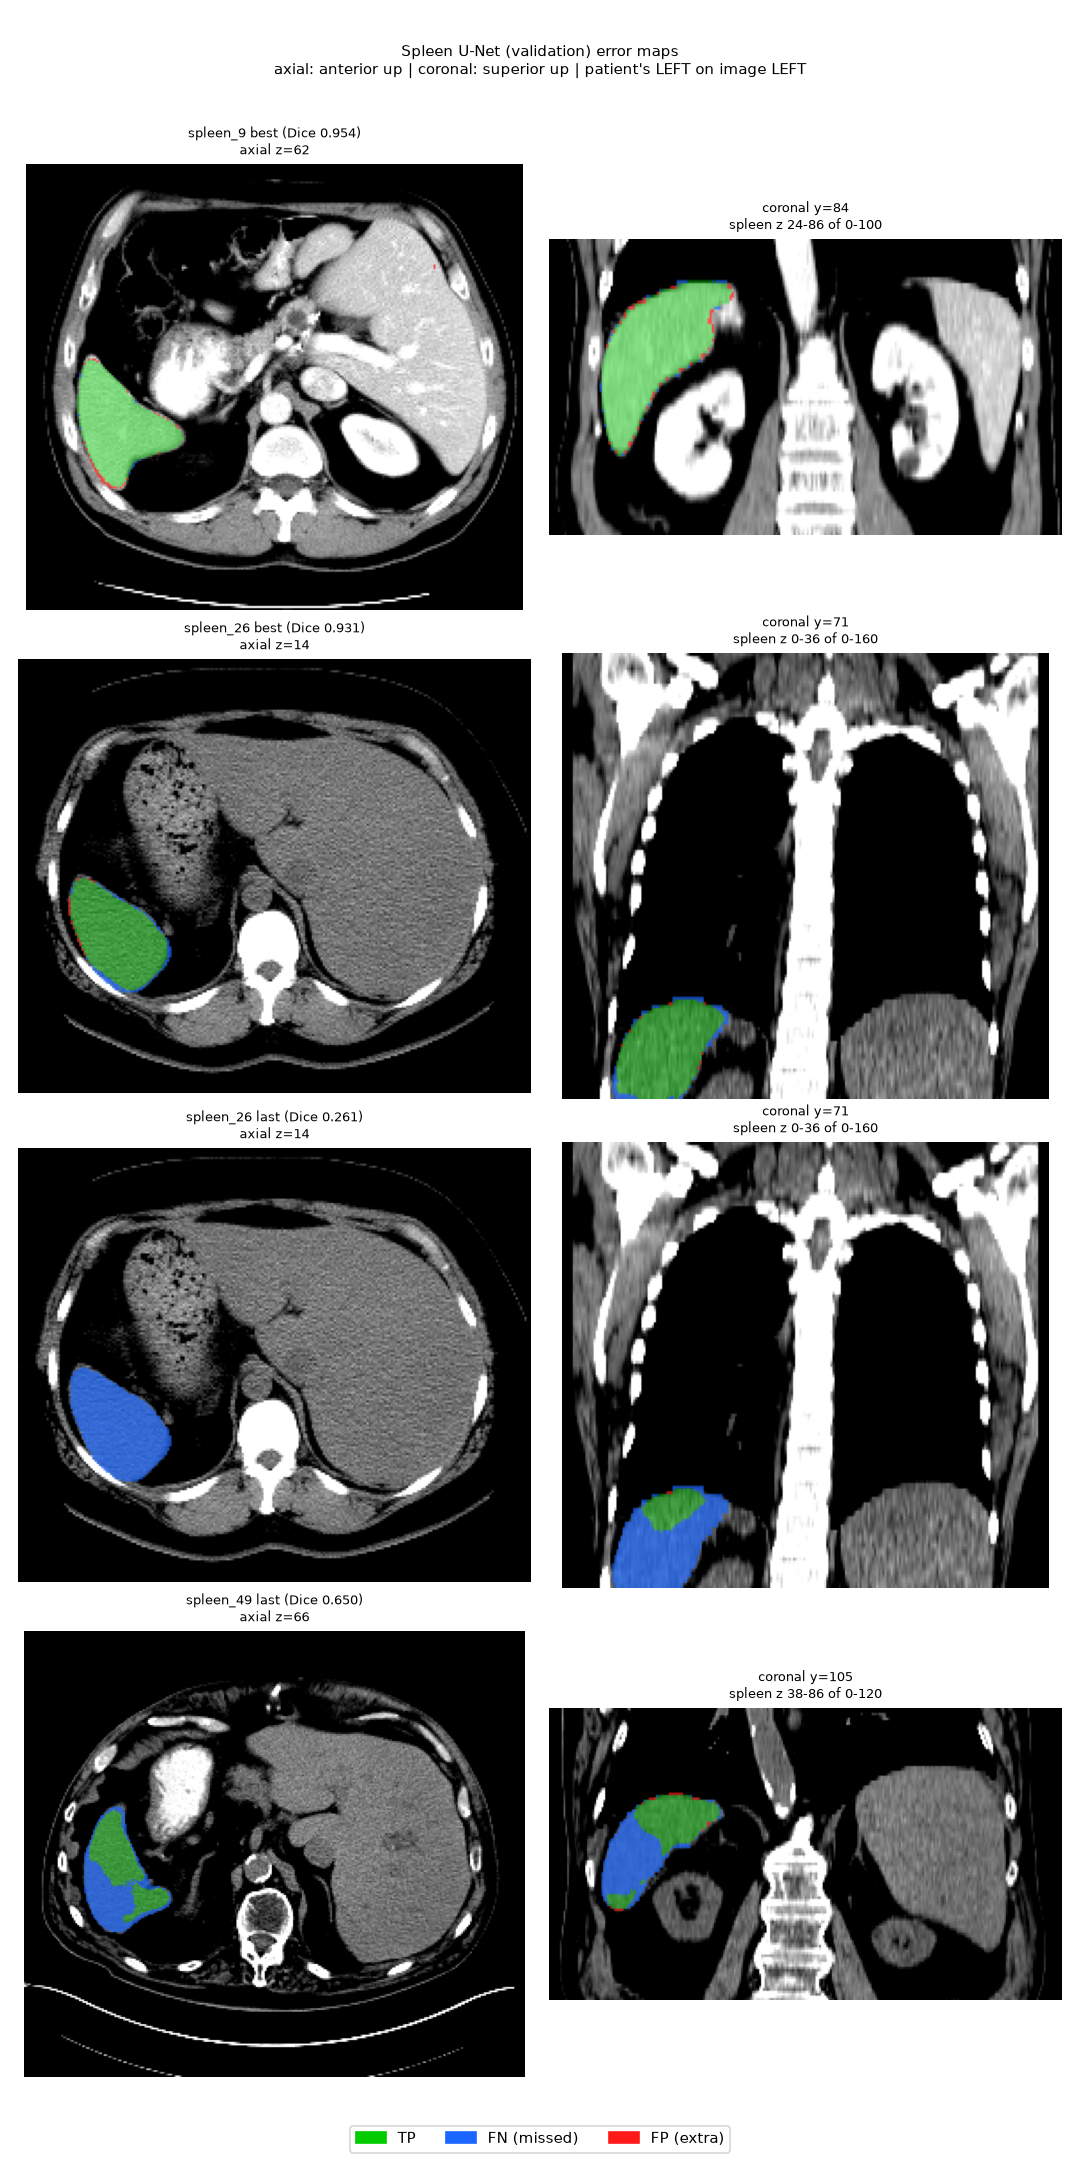 Spleen U-Net (validation) error maps
axial: anterior up | coronal: superior up | patient's LEFT on image LEFT
spleen_9 best (Dice 0.954)
axial z=62
coronal y=84
spleen z 24-86 of 0-100
spleen_26 best (Dice 0.931)
axial z=14
coronal y=71
spleen z 0-36 of 0-160
spleen_26 last (Dice 0.261)
axial z=14
coronal y=71
spleen z 0-36 of 0-160
spleen_49 last (Dice 0.650)
axial z=66
coronal y=105
spleen z 38-86 of 0-120
TP
FN (missed)
FP (extra)